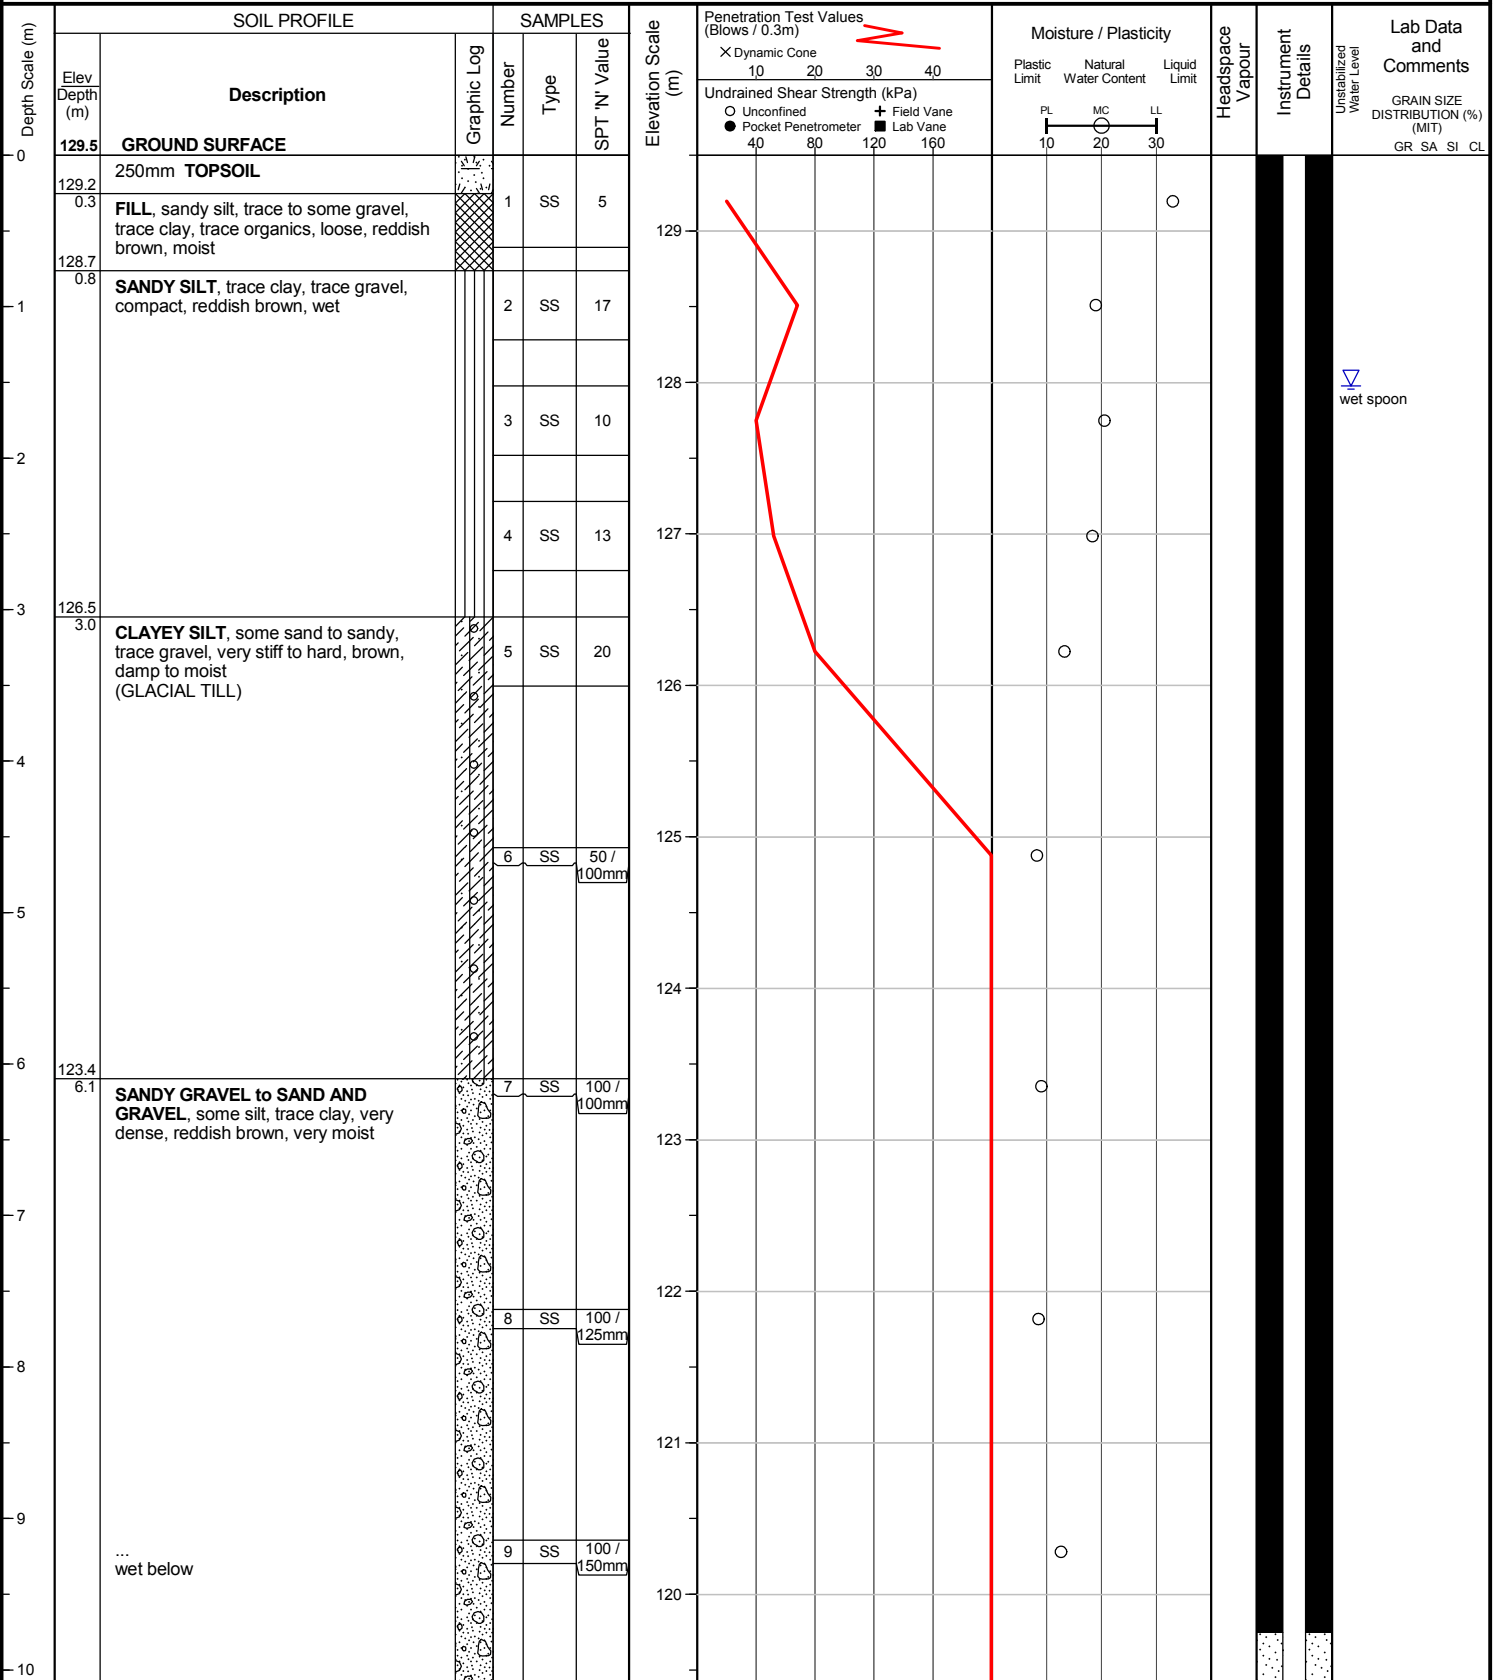 SOIL PROFILE
SAMPLES
Depth Scale (m)
Elev
Depth
(m)
Description
Graphic Log
Number
Type
SPT 'N' Value
Elevation Scale
(m)
Penetration Test Values
(Blows / 0.3m)
× Dynamic Cone
10 20 30 40
Undrained Shear Strength (kPa)
Unconfined + Field Vane
Pocket Penetrometer Lab Vane
40 80 120 160
Moisture / Plasticity
Plastic Limit
Natural Water Content
Liquid Limit
PL MC LL
10 20 30
Headspace
Vapour
Instrument
Details
Unstabilized
Water Level
Lab Data
and
Comments
GRAIN SIZE
DISTRIBUTION (%)
(MIT)
GR SA SI CL
129.5 GROUND SURFACE
0
250mm TOPSOIL
129.2
0.3
FILL, sandy silt, trace to some gravel,
trace clay, trace organics, loose, reddish
brown, moist
1 SS 5
129
128.7
0.8
SANDY SILT, trace clay, trace gravel,
compact, reddish brown, wet
1
2 SS 17
128
wet spoon
3 SS 10
2
4 SS 13
127
3
126.5
3.0
CLAYEY SILT, some sand to sandy,
trace gravel, very stiff to hard, brown,
damp to moist
(GLACIAL TILL)
5 SS 20
126
4
125
6 SS 50 /
100mm
5
124
6
123.4
6.1
SANDY GRAVEL to SAND AND
GRAVEL, some silt, trace clay, very
dense, reddish brown, very moist
7 SS 100 /
100mm
123
7
122
8 SS 100 /
125mm
8
121
9
...
wet below
9 SS 100 /
150mm
120
10